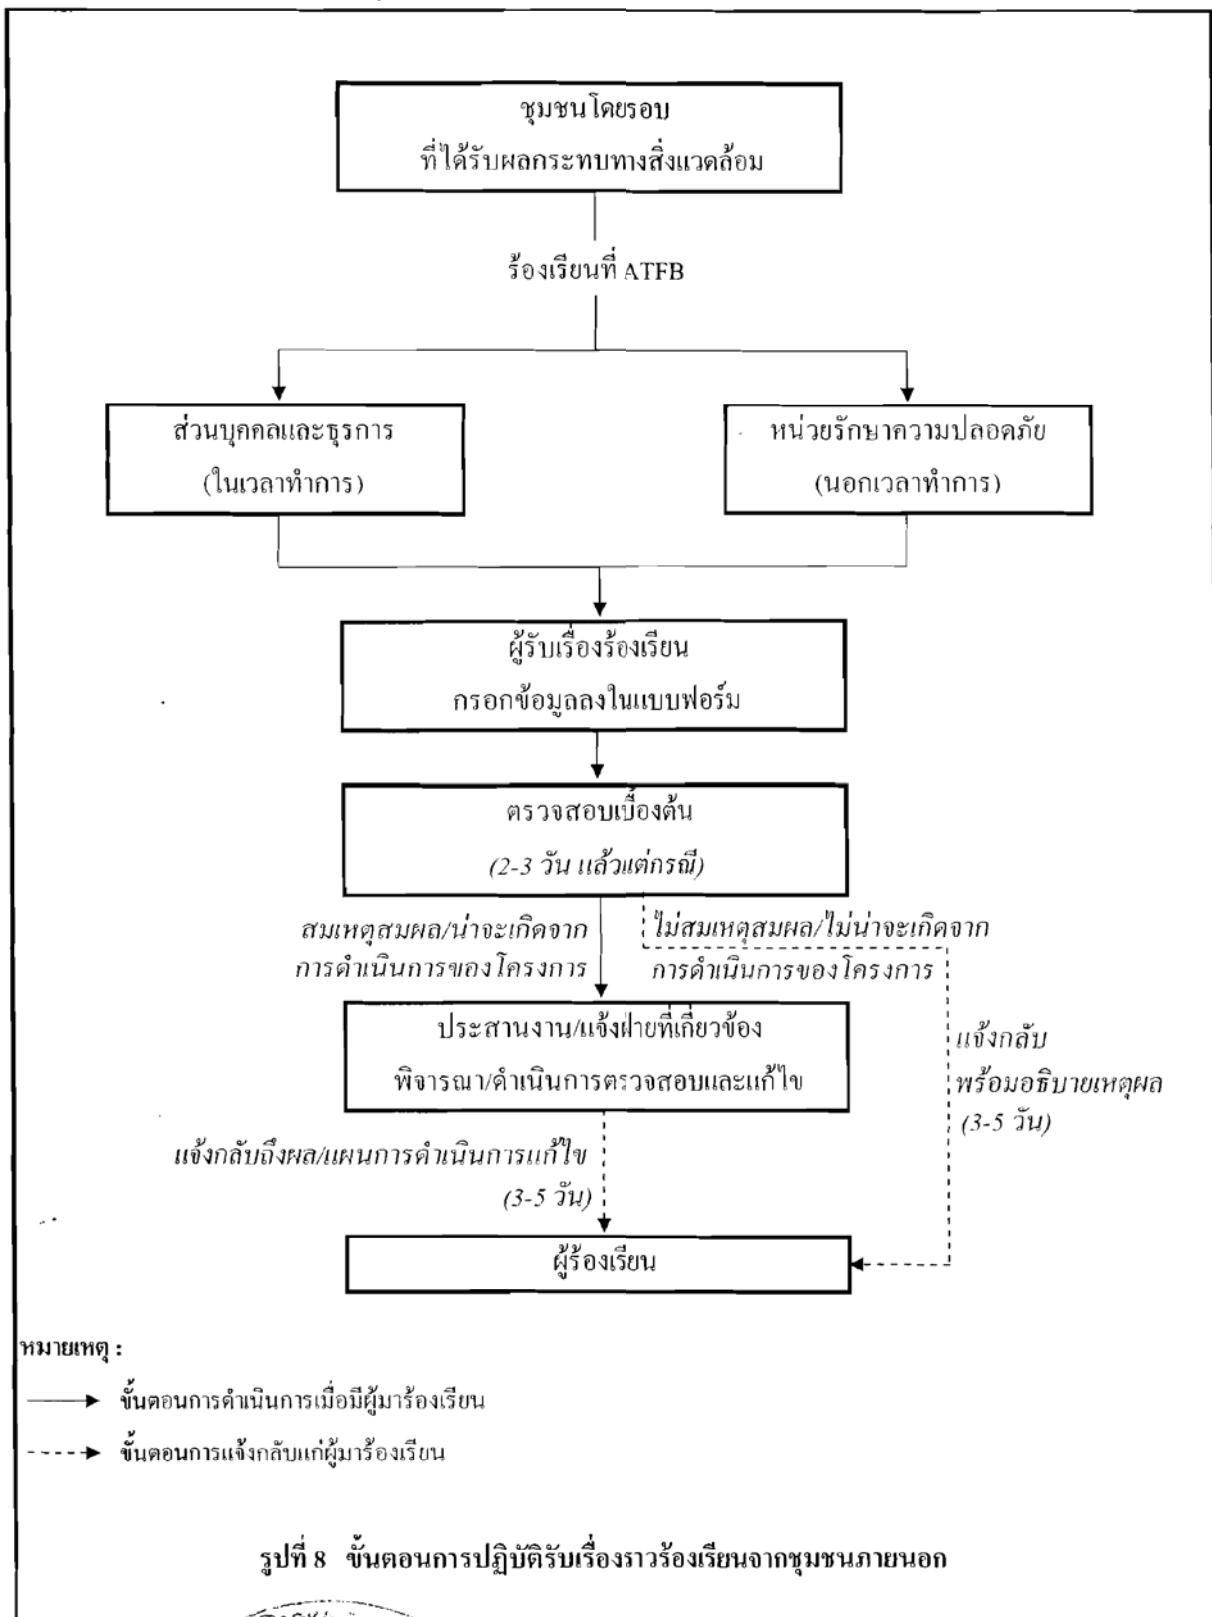 ชุมชนโดยรอบ
ที่ได้รับผลกระทบทางสิ่งแวดล้อม
ร้องเรียนที่ ATFB
ส่วนบุคคลและธุรการ
(ในเวลาทำการ)
หน่วยรักษาความปลอดภัย
(นอกเวลาทำการ)
ผู้รับเรื่องร้องเรียน
กรอกข้อมูลลงในแบบฟอร์ม
ตรวจสอบเบื้องต้น
(2-3 วัน แล้วแต่กรณี)
สมเหตุสมผล/น่าจะเกิดจาก
การดำเนินการของโครงการ
ไม่สมเหตุสมผล/ไม่น่าจะเกิดจาก
การดำเนินการของโครงการ
ประสานงาน/แจ้งฝ่ายที่เกี่ยวข้อง
พิจารณา/ดำเนินการตรวจสอบและแก้ไข
แจ้งกลับ
พร้อมอธิบายเหตุผล
(3-5 วัน)
แจ้งกลับถึงผล/แผนการดำเนินการแก้ไข
(3-5 วัน)
ผู้ร้องเรียน
หมายเหตุ :
ขั้นตอนการดำเนินการเมื่อมีผู้มาร้องเรียน
ขั้นตอนการแจ้งกลับแก่ผู้มาร้องเรียน
รูปที่ 8 ขั้นตอนการปฏิบัติรับเรื่องราวร้องเรียนจากชุมชนภายนอก